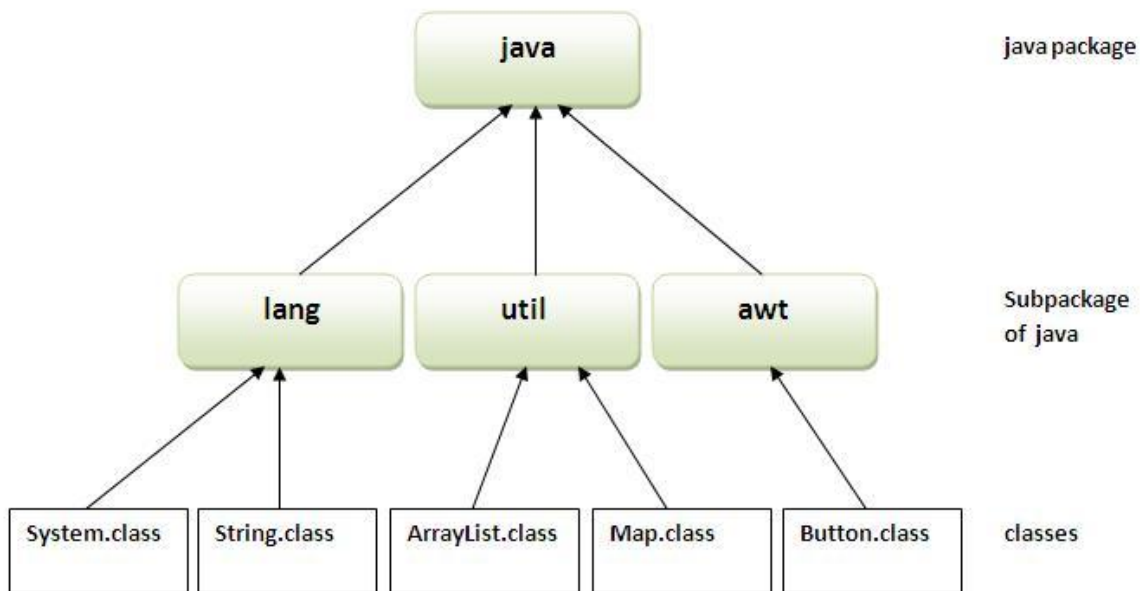 java
java package
lang
util
awt
Subpackage
of java
System.class
String.class
ArrayList.class
Map.class
Button.class
classes